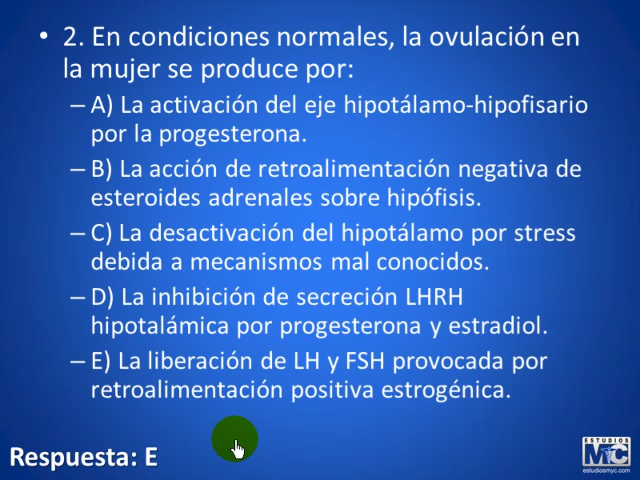 • 2. En condiciones normales, la ovulación en
la mujer se produce por:
– A) La activación del eje hipotálamo-hipofisario
por la progesterona.
– B) La acción de retroalimentación negativa de
esteroides adrenales sobre hipófisis.
– C) La desactivación del hipotálamo por stress
debida a mecanismos mal conocidos.
– D) La inhibición de secreción LHRH
hipotalámica por progesterona y estradiol.
– E) La liberación de LH y FSH provocada por
retroalimentación positiva estrogénica.
Respuesta: E
ESTUDIOS
MyC
estudiosmyc.com